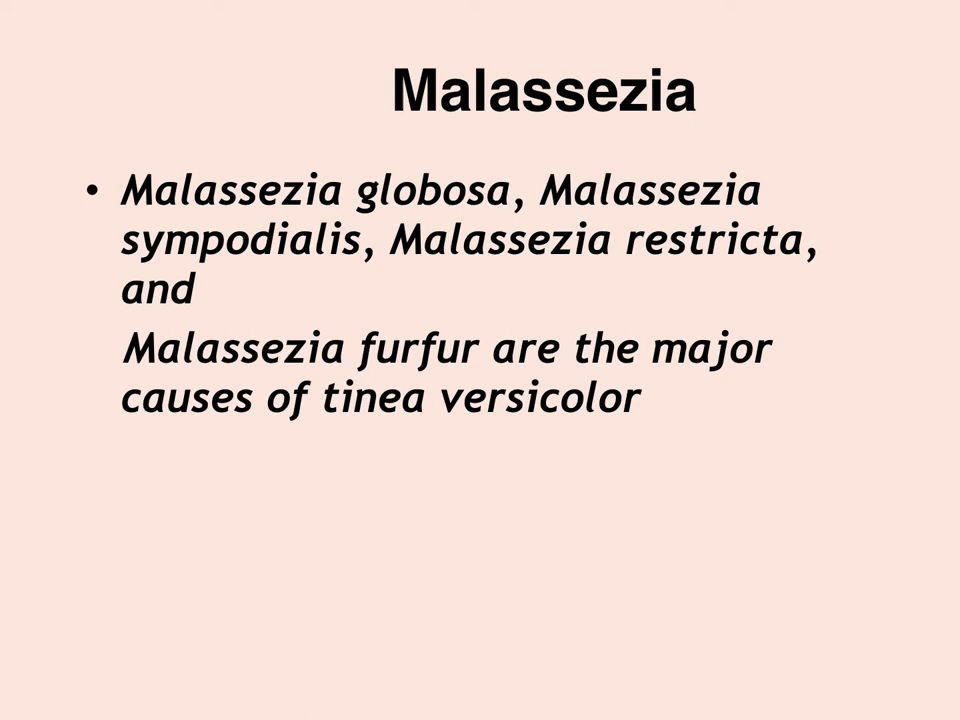 Malassezia
• Malassezia globosa, Malassezia
sympodialis, Malassezia restricta,
and
Malassezia furfur are the major
causes of tinea versicolor